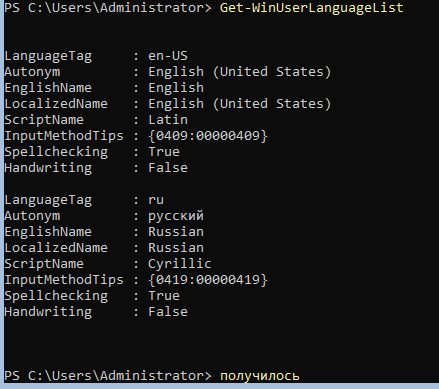 PS C:\Users\Administrator> Get-WinUserLanguageList
LanguageTag : en-US
Autonym : English (United States)
EnglishName : English
LocalizedName : English (United States)
ScriptName : Latin
InputMethodTips : {0409:00000409}
Spellchecking : True
Handwriting : False
LanguageTag : ru
Autonym : русский
EnglishName : Russian
LocalizedName : Russian
ScriptName : Cyrillic
InputMethodTips : {0419:00000419}
Spellchecking : True
Handwriting : False
PS C:\Users\Administrator> получилось